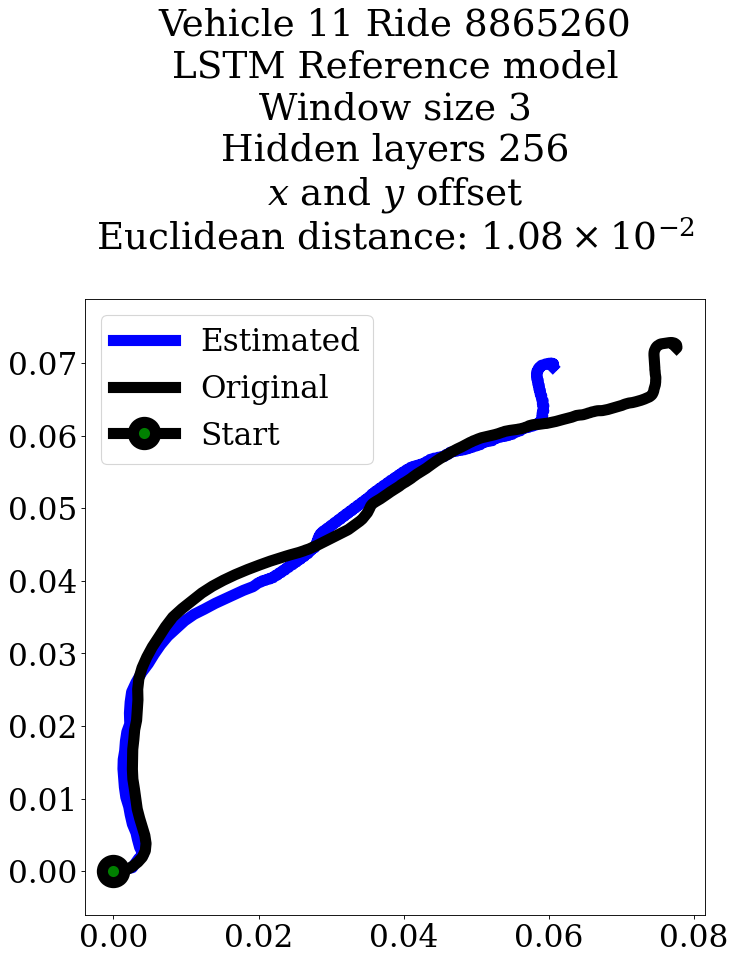 Vehicle 11 Ride 8865260
LSTM Reference model
Window size 3
Hidden layers 256
x and y offset
Euclidean distance: 1.08 × 10⁻²
Estimated
Original
Start
0.07
0.06
0.05
0.04
0.03
0.02
0.01
0.00
0.00 0.02 0.04 0.06 0.08